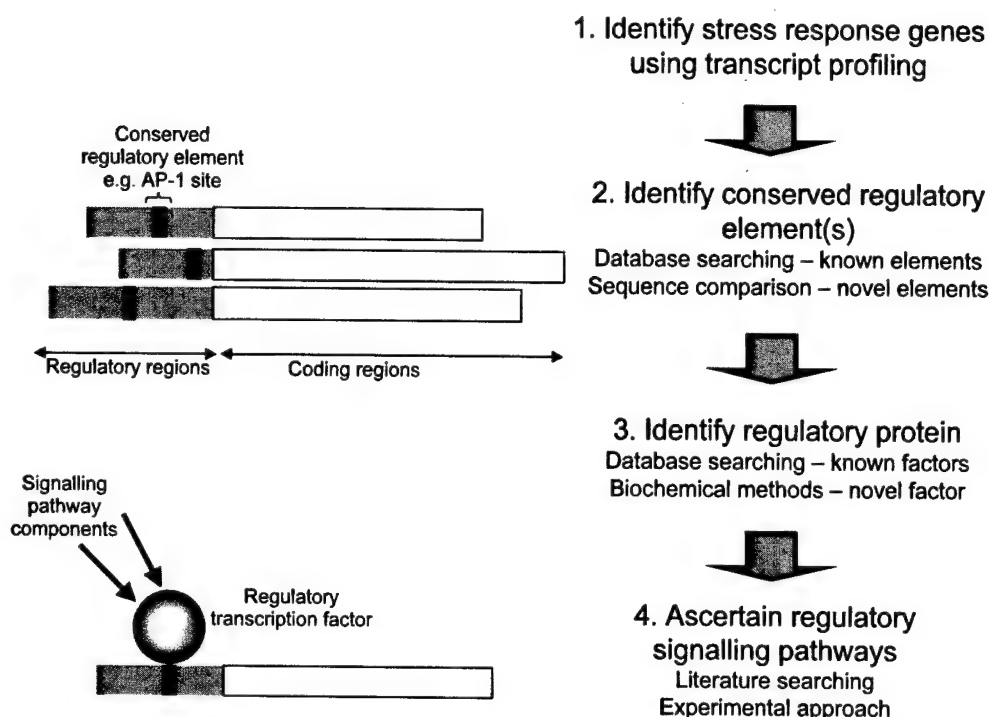 1. Identify stress response genes
using transcript profiling
Conserved
regulatory element
e.g. AP-1 site
2. Identify conserved regulatory
element(s)
Database searching – known elements
Sequence comparison – novel elements
Regulatory regions
Coding regions
3. Identify regulatory protein
Database searching – known factors
Biochemical methods – novel factor
Signalling
pathway
components
Regulatory
transcription factor
4. Ascertain regulatory
signalling pathways
Literature searching
Experimental approach